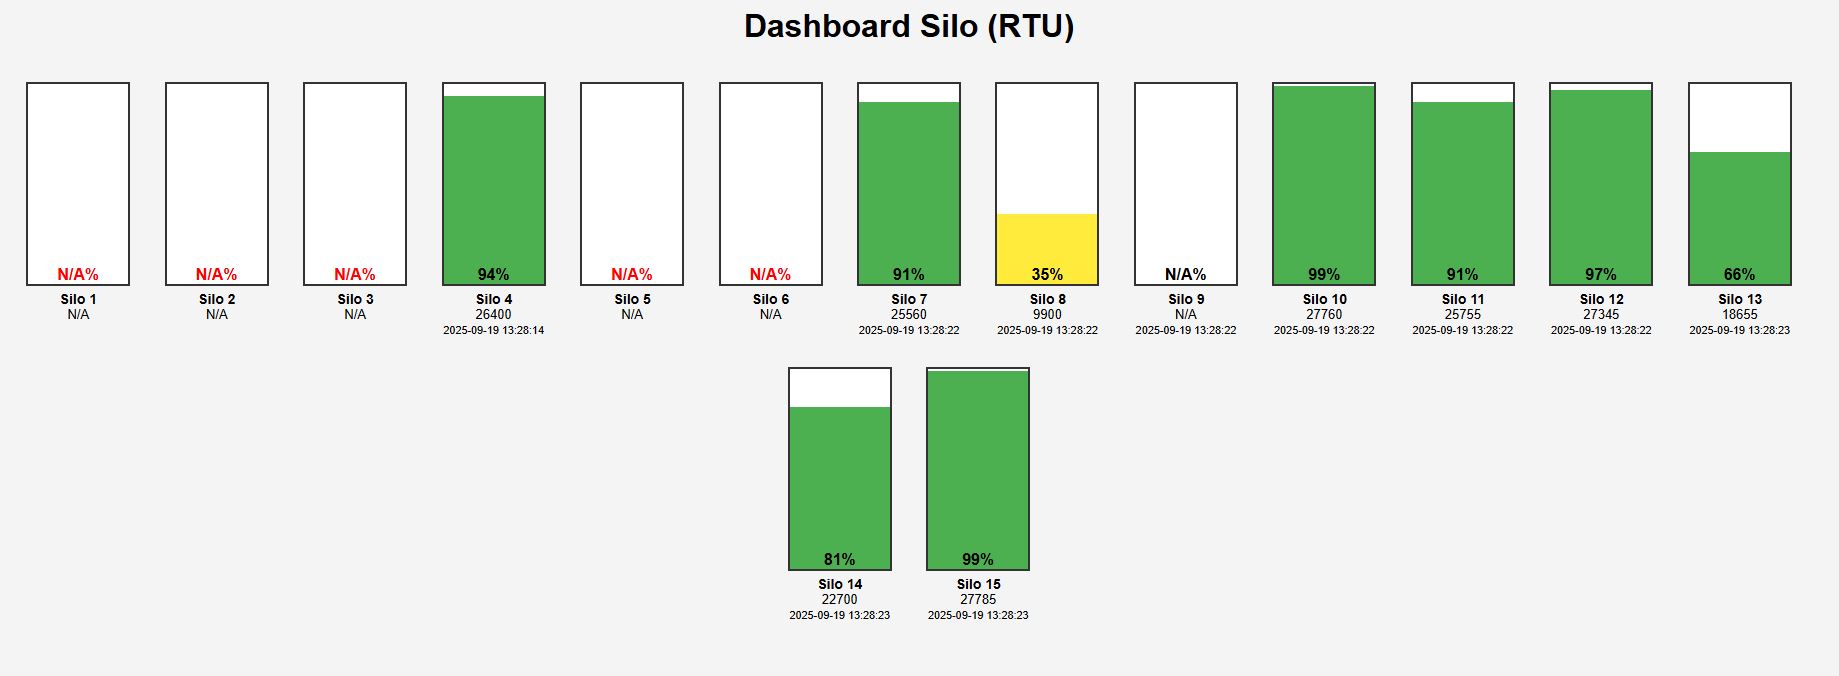 Dashboard Silo (RTU)
N/A% N/A% N/A% 94% N/A% N/A% 91% 35% N/A% 99% 91% 97% 66%
Silo 1 Silo 2 Silo 3 Silo 4 Silo 5 Silo 6 Silo 7 Silo 8 Silo 9 Silo 10 Silo 11 Silo 12 Silo 13
N/A N/A N/A 26400 N/A N/A 25560 9900 N/A 27760 25755 27345 18655
2025-09-19 13:28:14 2025-09-19 13:28:22 2025-09-19 13:28:22 2025-09-19 13:28:22 2025-09-19 13:28:22 2025-09-19 13:28:22 2025-09-19 13:28:22 2025-09-19 13:28:23
81% 99%
Silo 14 Silo 15
22700 27785
2025-09-19 13:28:23 2025-09-19 13:28:23